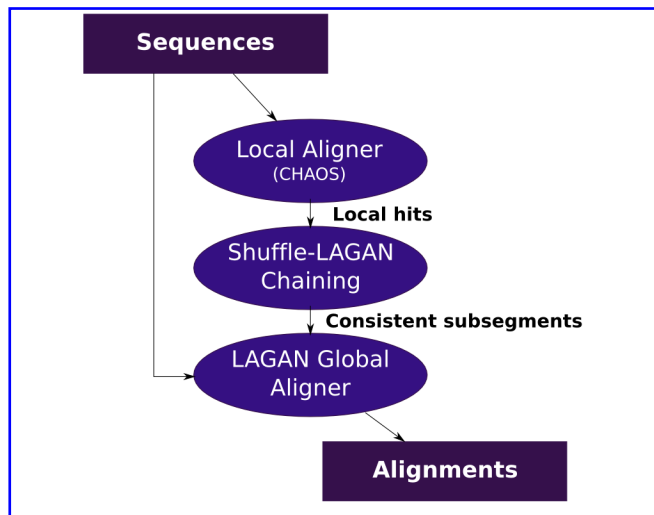 Sequences
Local Aligner
(CHAOS)
Local hits
Shuffle-LAGAN
Chaining
Consistent subsegments
LAGAN Global
Aligner
Alignments